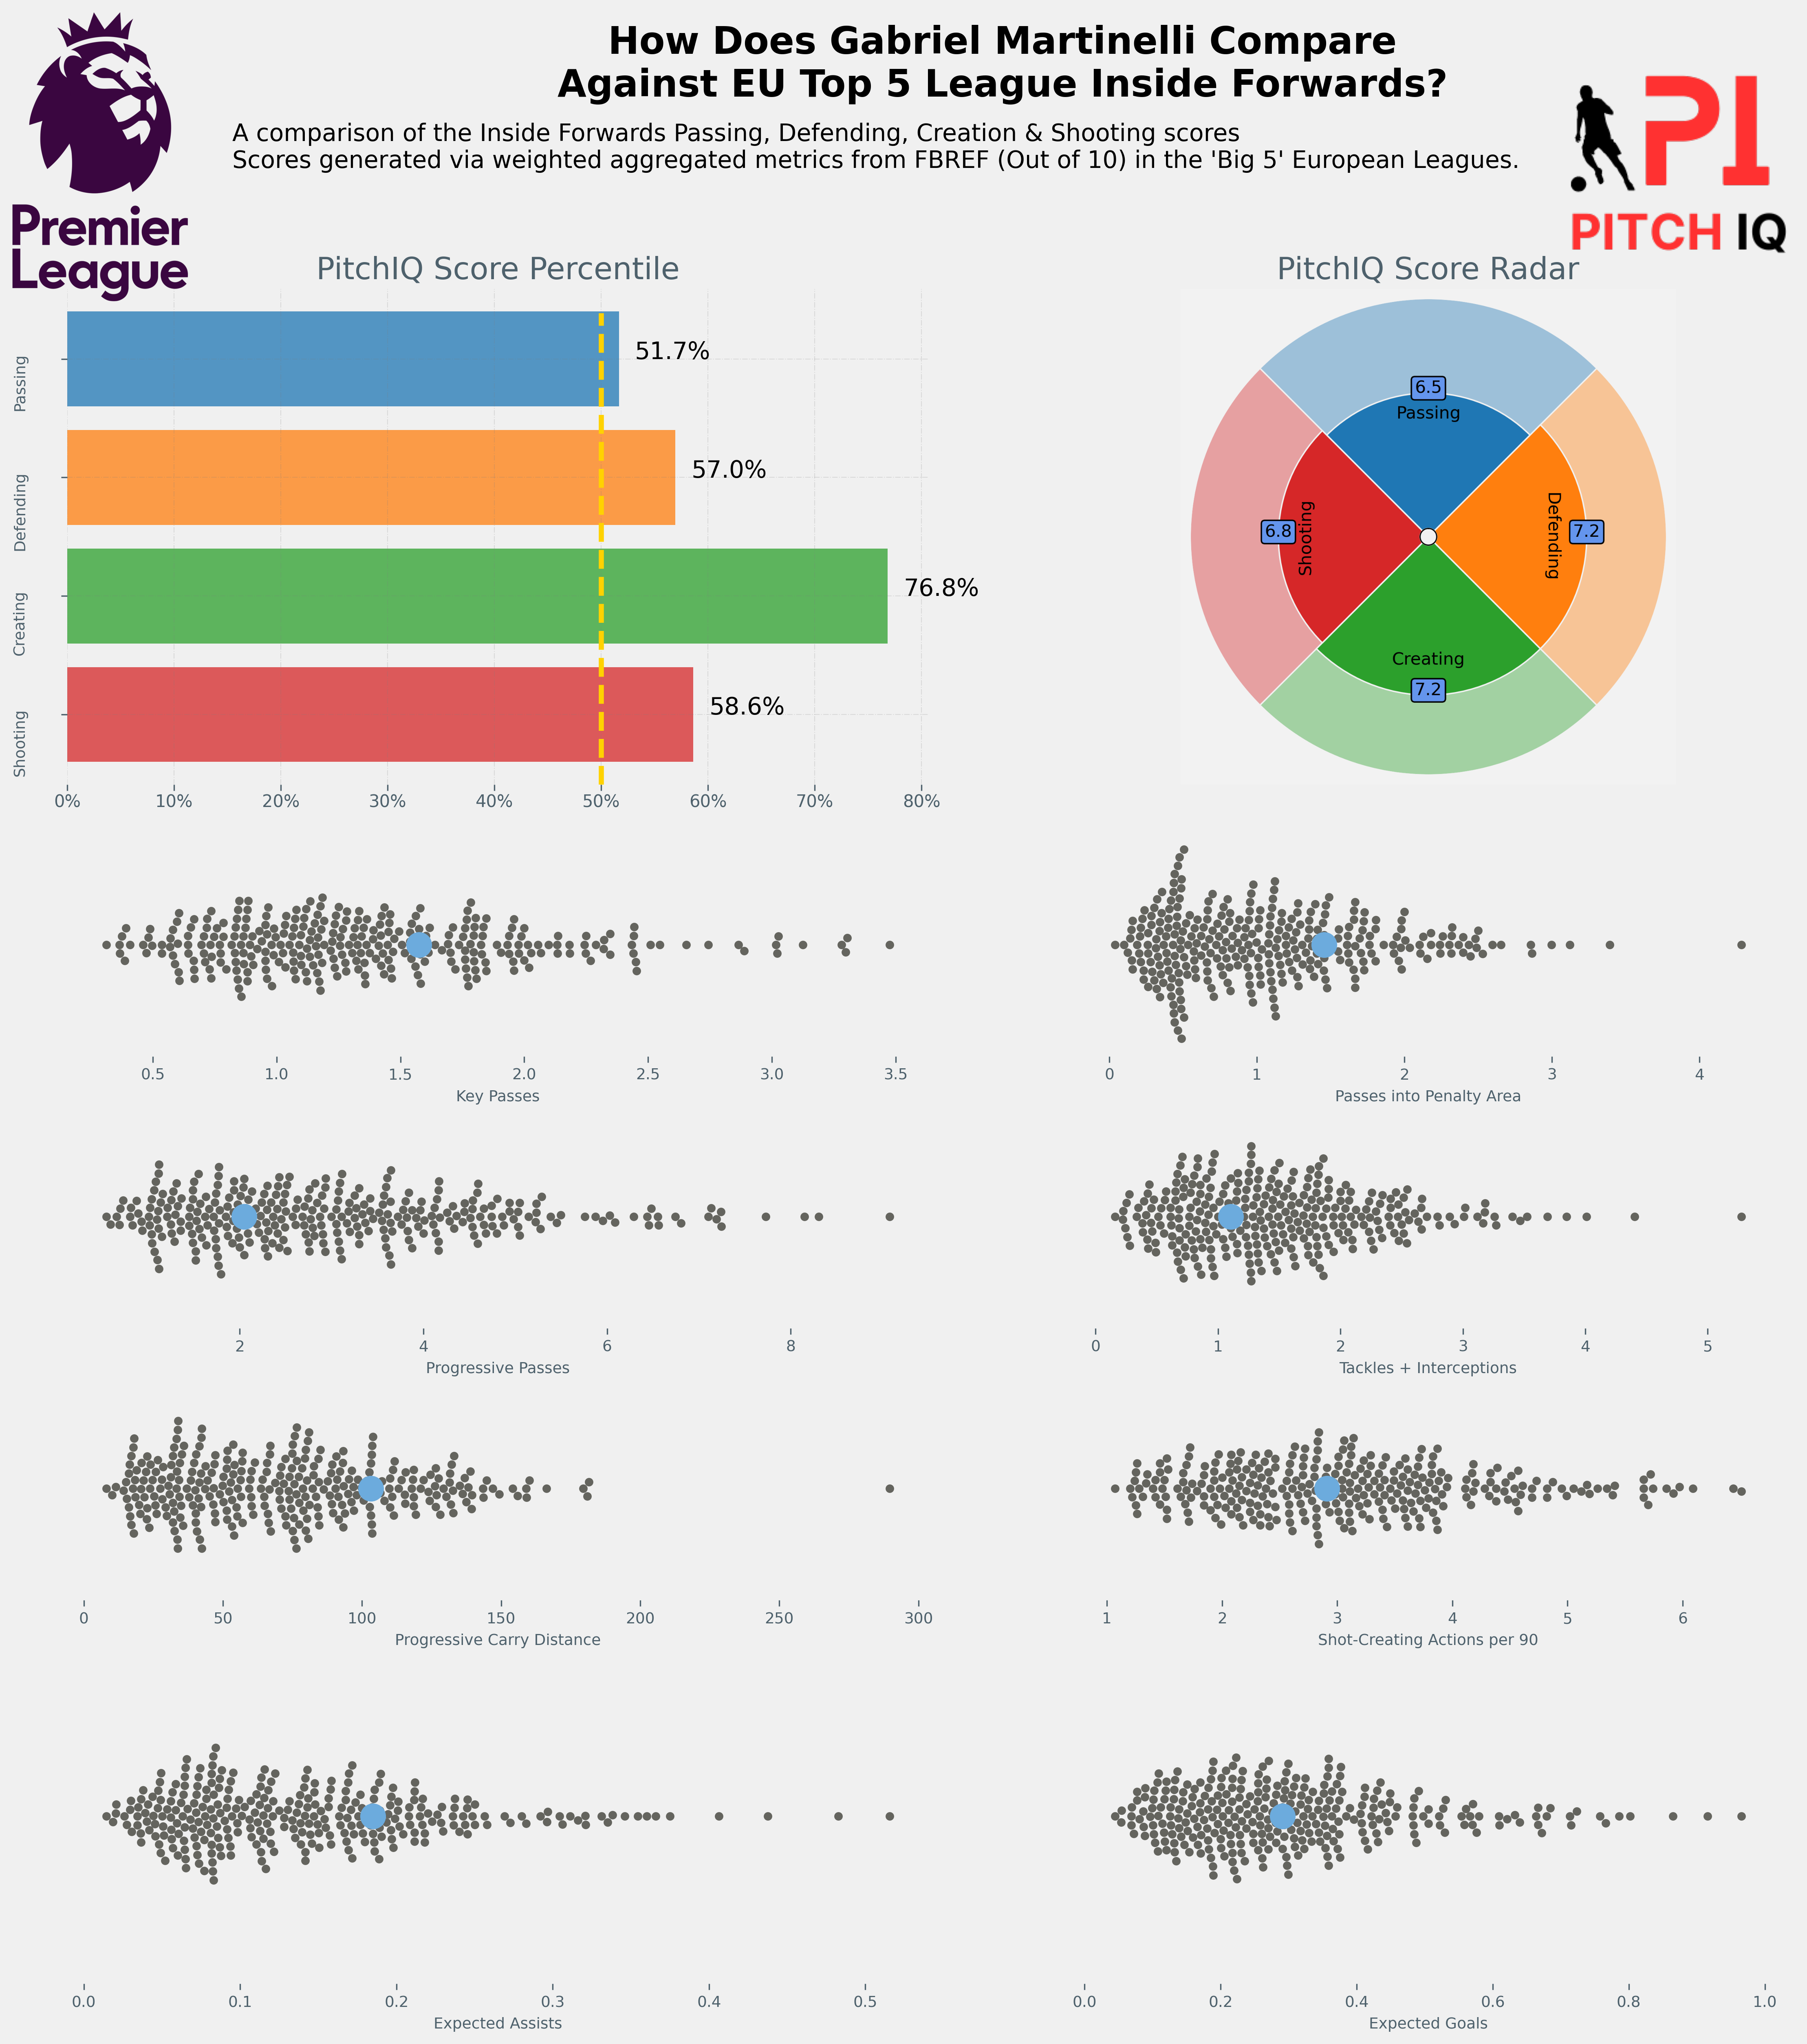 How Does Gabriel Martinelli Compare
Against EU Top 5 League Inside Forwards?
A comparison of the Inside Forwards Passing, Defending, Creation & Shooting scores
Scores generated via weighted aggregated metrics from FBREF (Out of 10) in the 'Big 5' European Leagues.
Premier
League
PI
PITCH IQ
PitchIQ Score Percentile
Passing
51.7%
Defending
57.0%
Creating
76.8%
Shooting
58.6%
0% 10% 20% 30% 40% 50% 60% 70% 80%
PitchIQ Score Radar
6.5
Passing
6.8
Shooting
Defending
7.2
Creating
7.2
0.5 1.0 1.5 2.0 2.5 3.0 3.5
Key Passes
0 1 2 3 4
Passes into Penalty Area
2 4 6 8
Progressive Passes
0 1 2 3 4 5
Tackles + Interceptions
0 50 100 150 200 250 300
Progressive Carry Distance
1 2 3 4 5 6
Shot-Creating Actions per 90
0.0 0.1 0.2 0.3 0.4 0.5
Expected Assists
0.0 0.2 0.4 0.6 0.8 1.0
Expected Goals